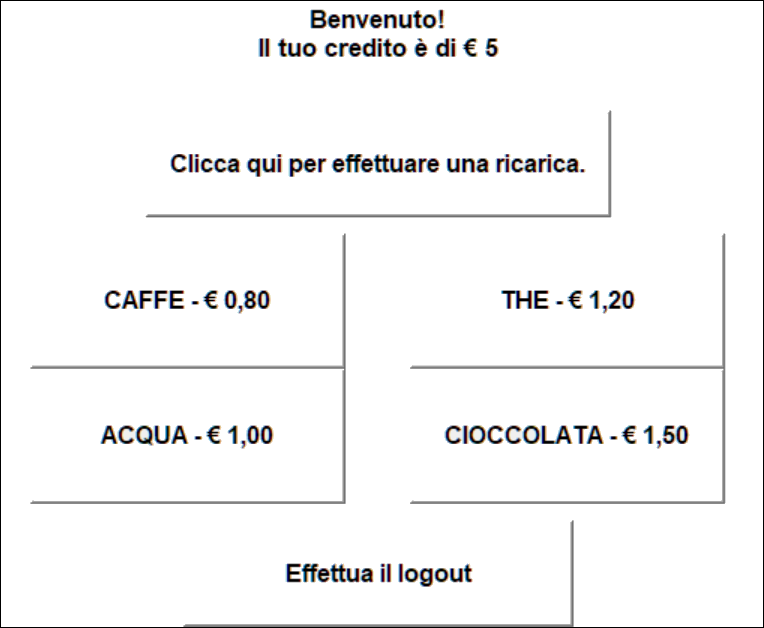 Benvenuto!
Il tuo credito è di € 5
Clicca qui per effettuare una ricarica.
CAFFE - € 0,80
THE - € 1,20
ACQUA - € 1,00
CIOCCOLATA - € 1,50
Effettua il logout